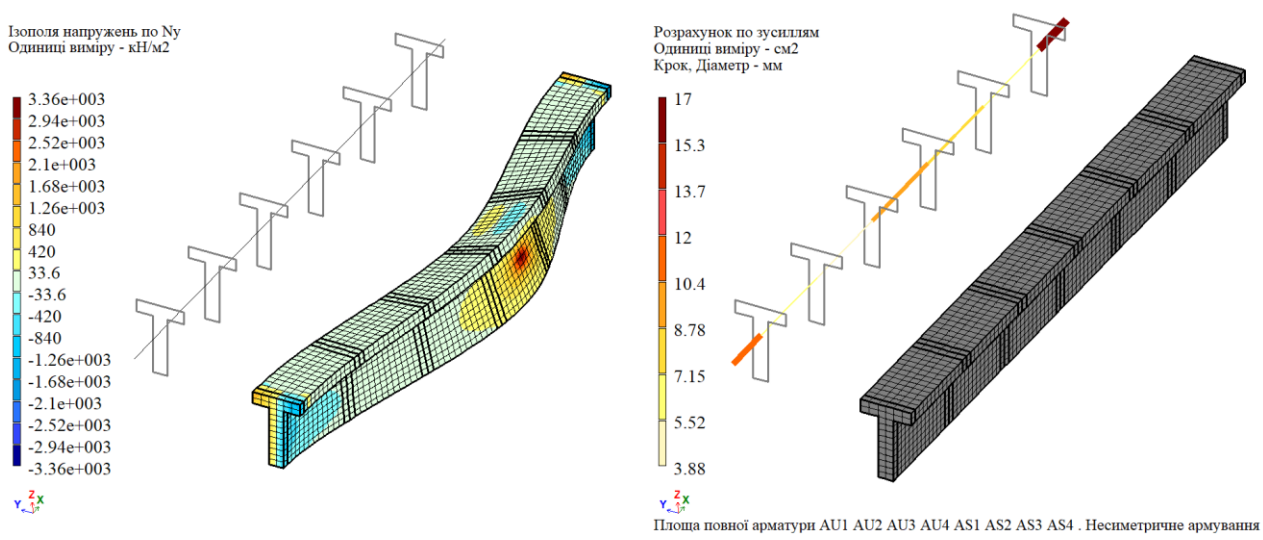 Ізополя напружень по Ny
Одиниці виміру - кН/м2
3.36e+003
2.94e+003
2.52e+003
2.1e+003
1.68e+003
1.26e+003
840
420
33.6
-33.6
-420
-840
-1.26e+003
-1.68e+003
-2.1e+003
-2.52e+003
-2.94e+003
-3.36e+003
Z
Y X
Розрахунок по зусиллям
Одиниці виміру - см2
Крок, Діаметр - мм
17
15.3
13.7
12
10.4
8.78
7.15
5.52
3.88
Z
Y X
Площа повної арматури AU1 AU2 AU3 AU4 AS1 AS2 AS3 AS4 . Несиметричне армування